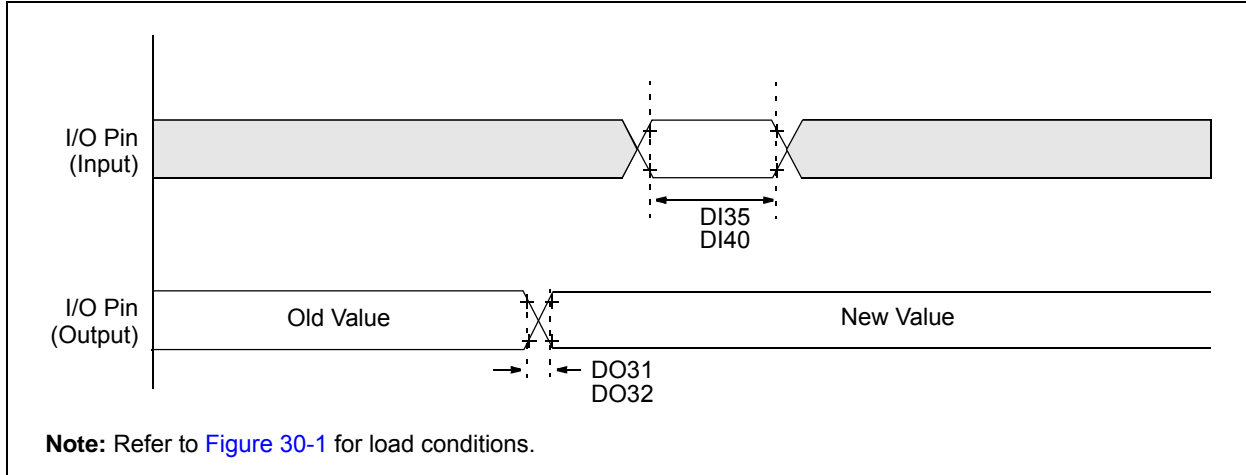 I/O Pin
(Input)
DI35
DI40
I/O Pin
(Output)
Old Value
New Value
DO31
DO32
Note: Refer to Figure 30-1 for load conditions.